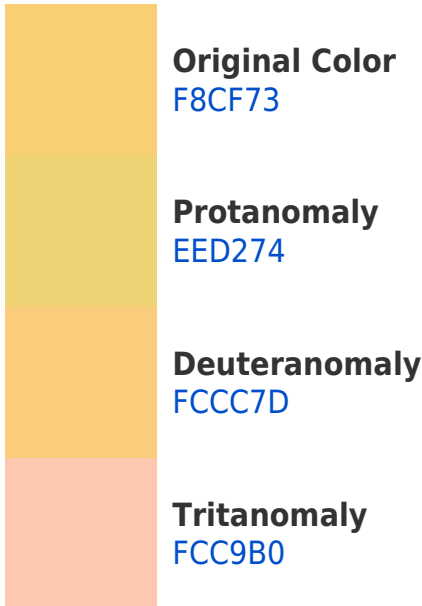 Original Color
F8CF73
Protanomaly
EED274
Deuteranomaly
FCCC7D
Tritanomaly
FCC9B0